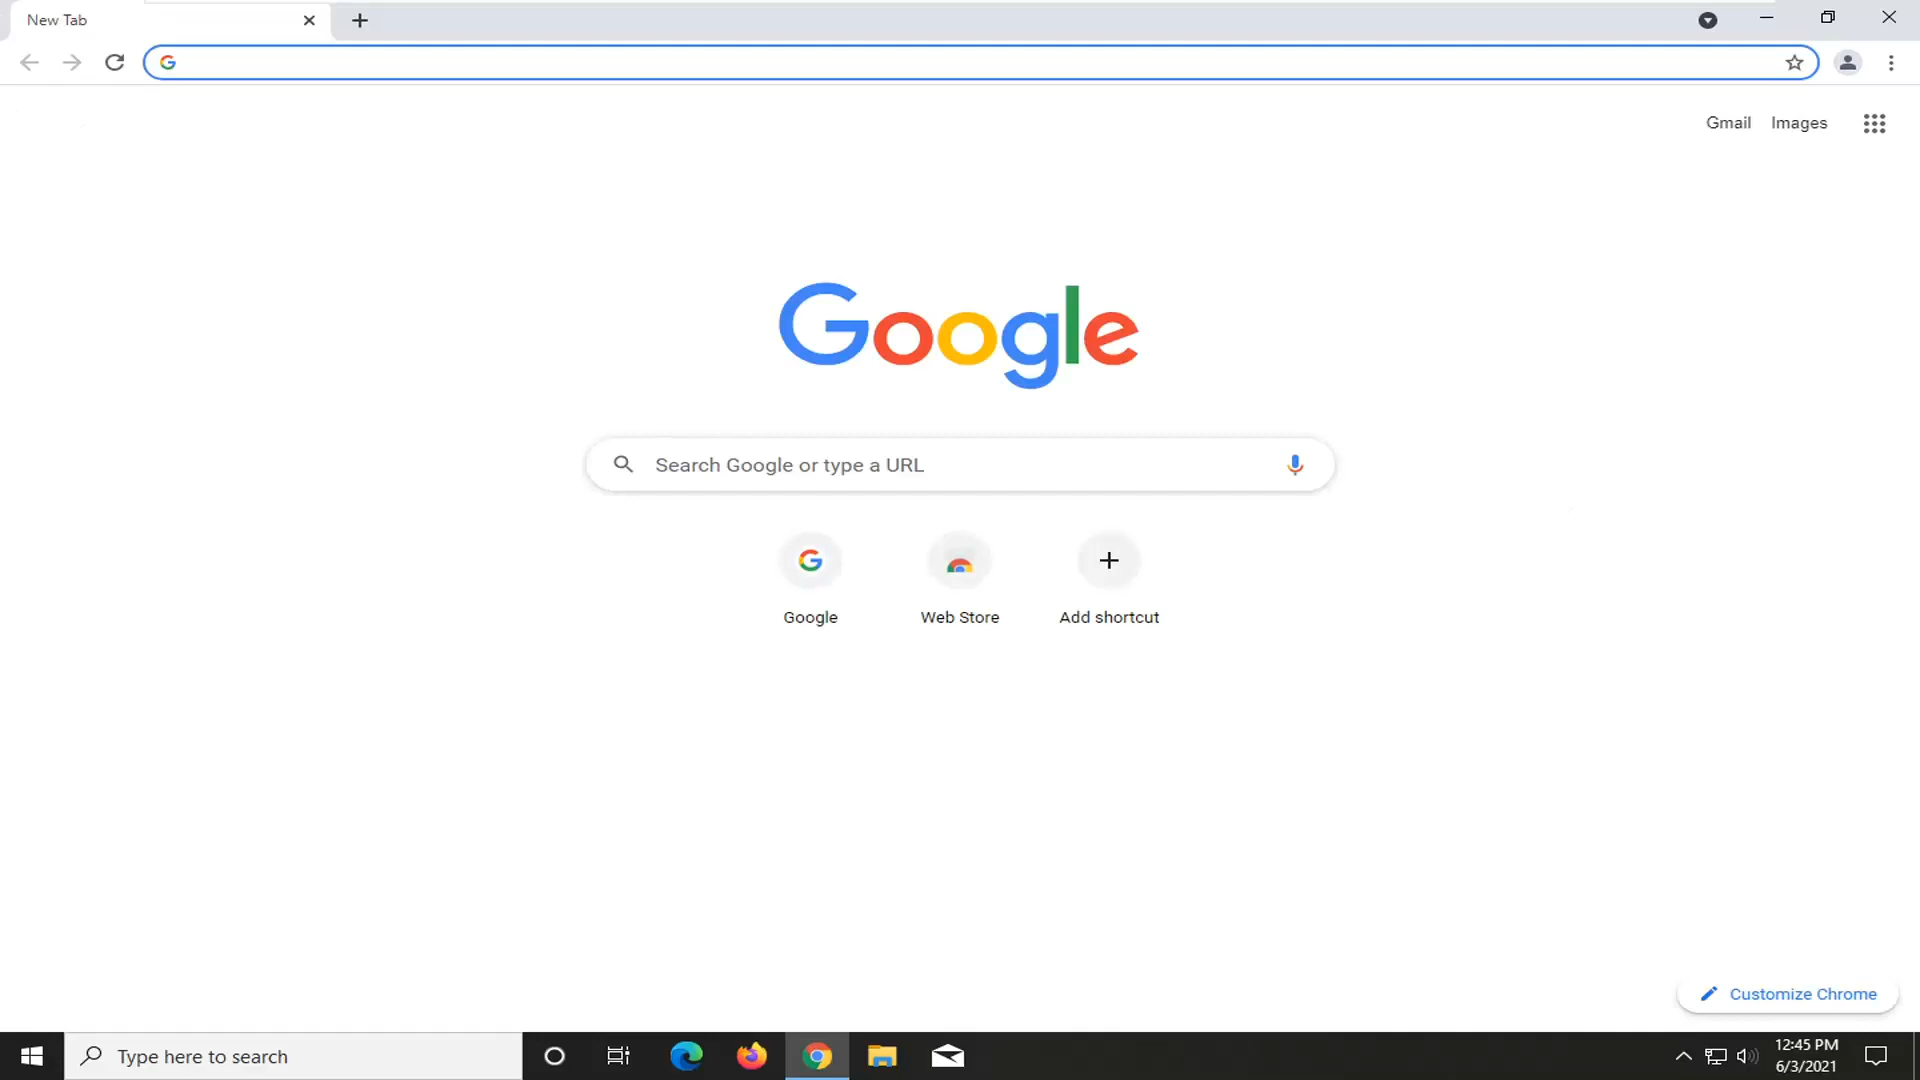 New Tab
Gmail Images
Google
Search Google or type a URL
Google Web Store Add shortcut
Customize Chrome
Type here to search
12:45 PM
6/3/2021